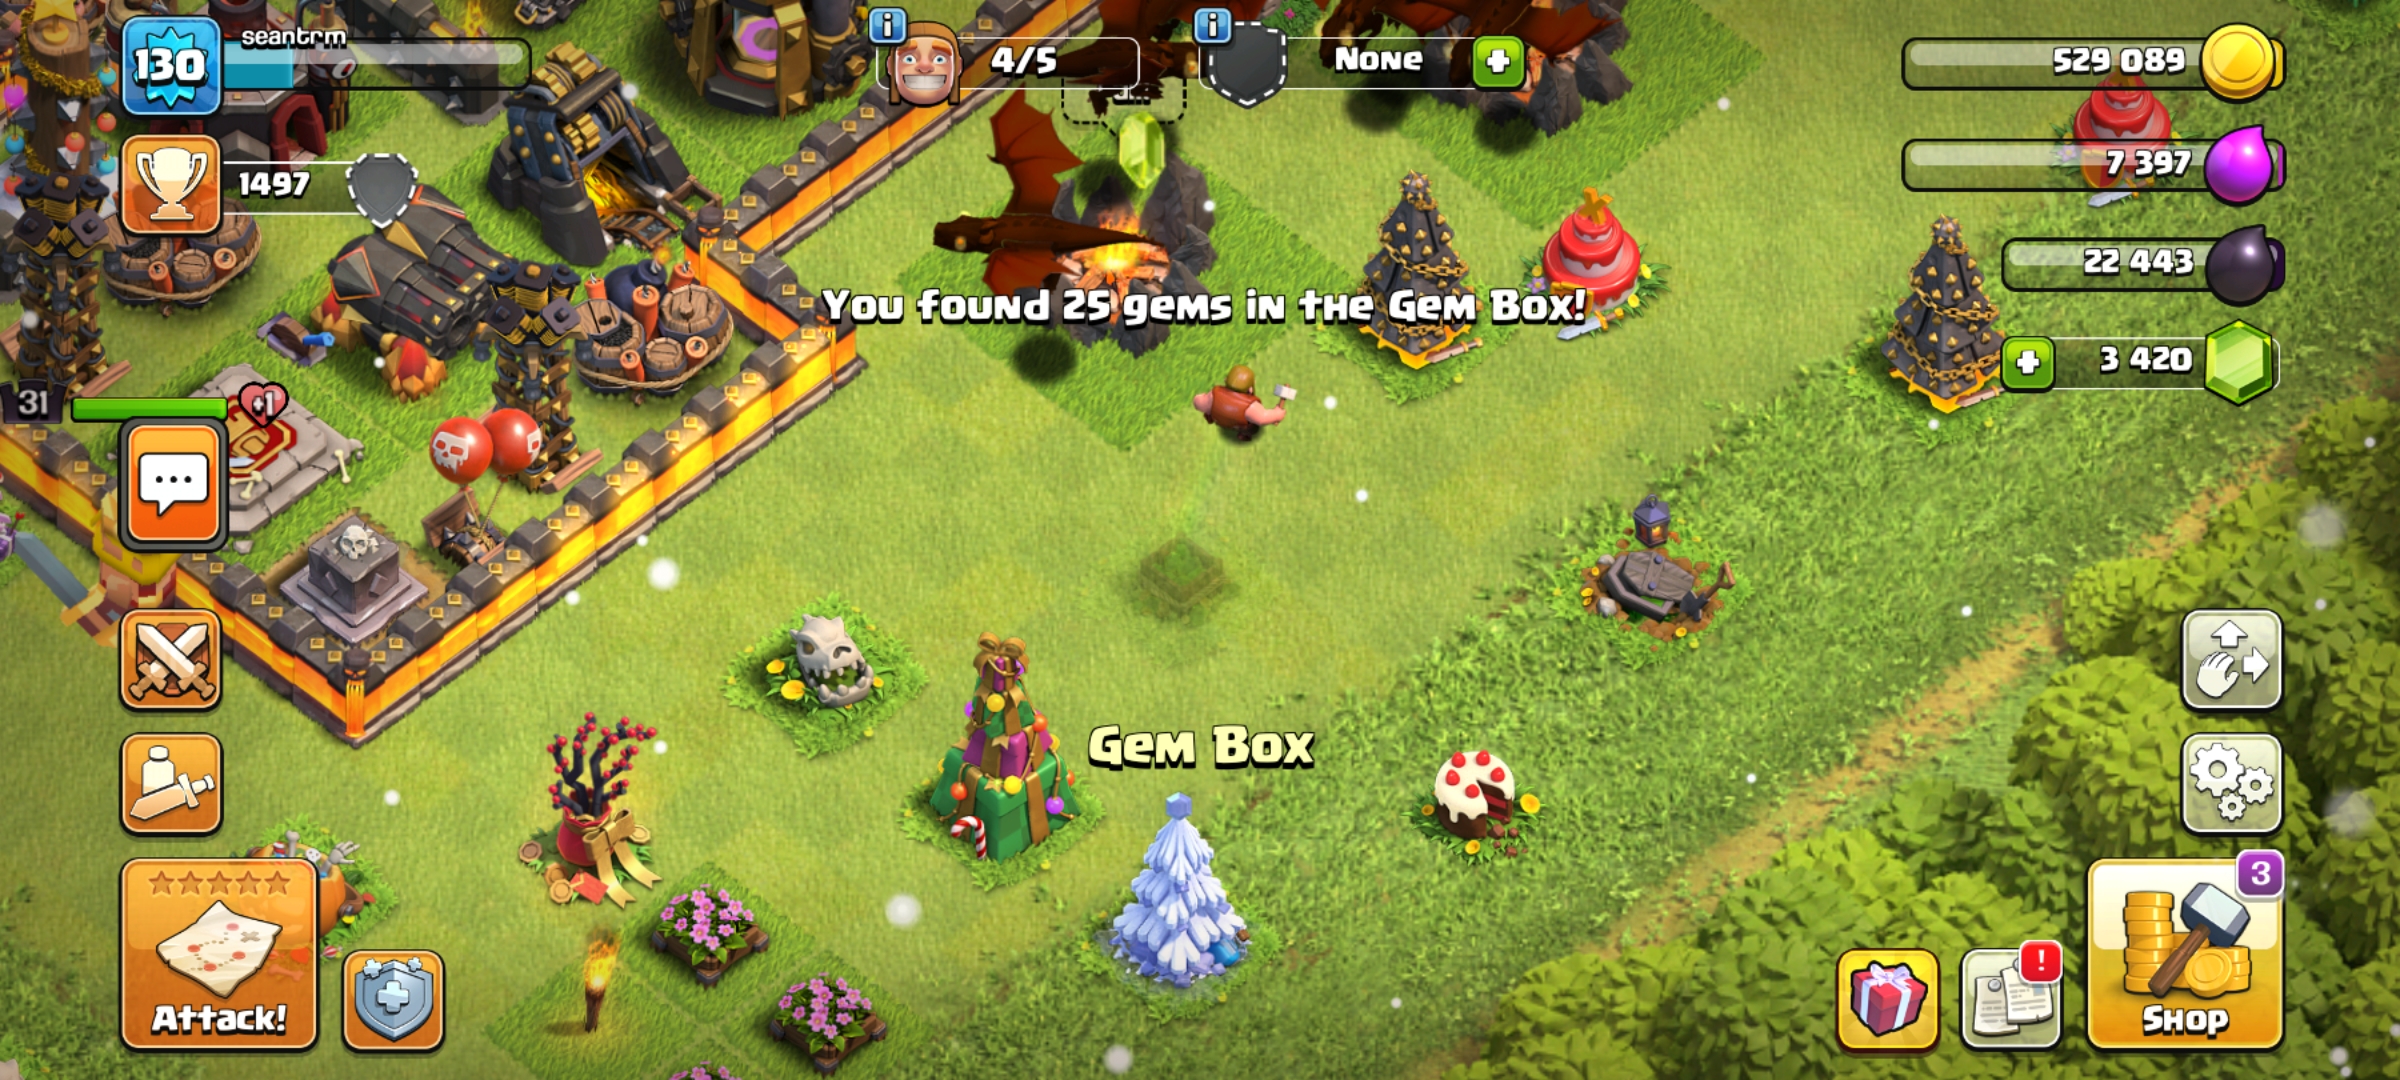 130
seantrm
4/5
None
529 089
1497
7 397
22 443
You found 25 gems in the Gem Box!
3 420
31
+1
Gem Box
3
!
Attack!
Shop